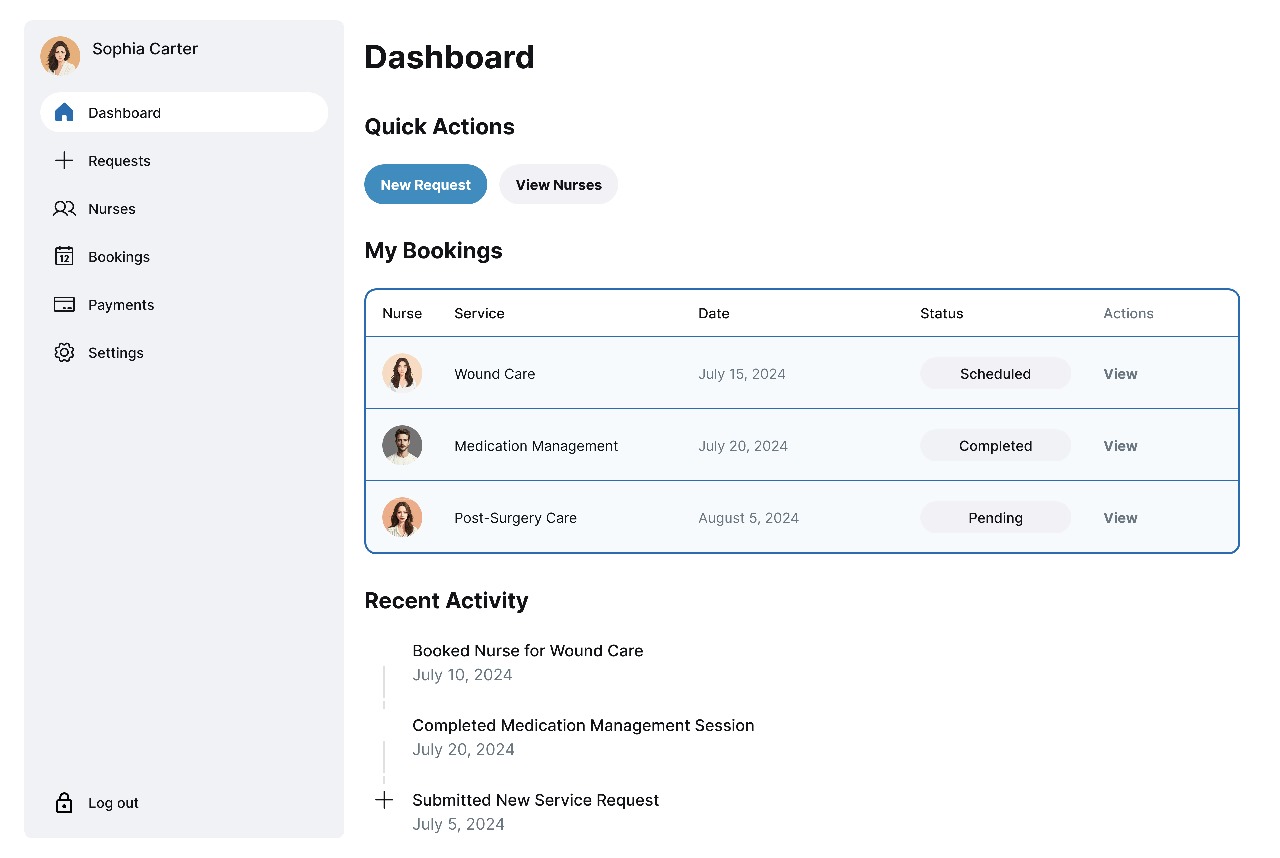 Sophia Carter
Dashboard
Requests
Nurses
12
Bookings
Payments
Settings
Log out
Dashboard
Quick Actions
New Request View Nurses
My Bookings
Nurse Service Date Status Actions
Wound Care July 15, 2024 Scheduled View
Medication Management July 20, 2024 Completed View
Post-Surgery Care August 5, 2024 Pending View
Recent Activity
Booked Nurse for Wound Care
July 10, 2024
Completed Medication Management Session
July 20, 2024
Submitted New Service Request
July 5, 2024